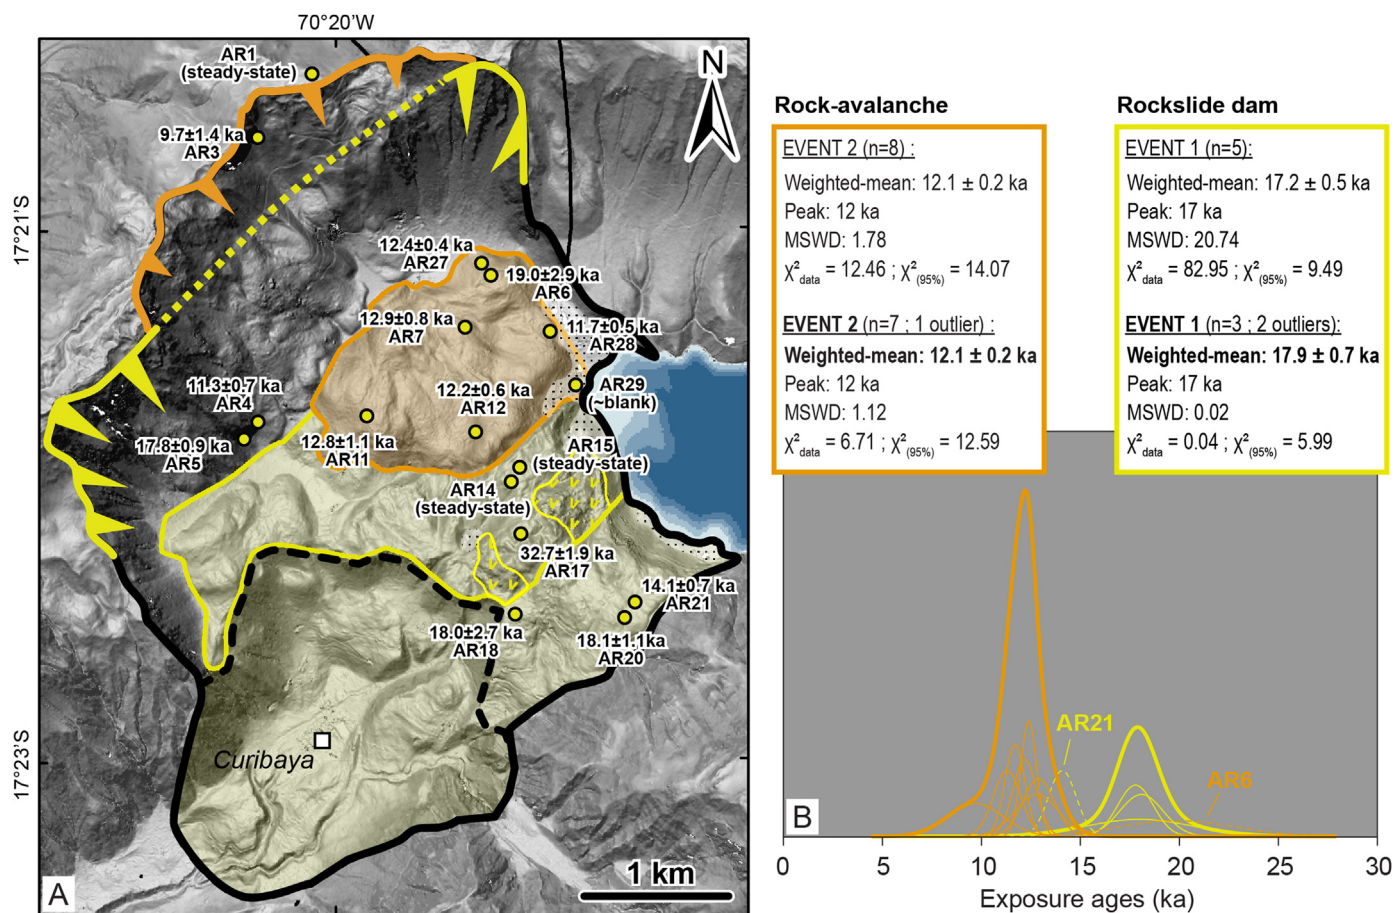 70°20'W
17°21'S
17°23'S
AR1
(steady-state)
N
9.7±1.4 ka
AR3
12.4±0.4 ka
AR27
19.0±2.9 ka
AR6
12.9±0.8 ka
AR7
11.7±0.5 ka
AR28
11.3±0.7 ka
AR4
12.2±0.6 ka
AR12
AR29
(~blank)
17.8±0.9 ka
AR5
12.8±1.1 ka
AR11
AR15
(steady-state)
AR14
(steady-state)
32.7±1.9 ka
AR17
14.1±0.7 ka
AR21
18.0±2.7 ka
AR18
18.1±1.1ka
AR20
Curibaya
1 km
A
Rock-avalanche
EVENT 2 (n=8) :
Weighted-mean: 12.1 ± 0.2 ka
Peak: 12 ka
MSWD: 1.78
χ²data = 12.46 ; χ²(95%) = 14.07
EVENT 2 (n=7 ; 1 outlier) :
Weighted-mean: 12.1 ± 0.2 ka
Peak: 12 ka
MSWD: 1.12
χ²data = 6.71 ; χ²(95%) = 12.59
Rockslide dam
EVENT 1 (n=5):
Weighted-mean: 17.2 ± 0.5 ka
Peak: 17 ka
MSWD: 20.74
χ²data = 82.95 ; χ²(95%) = 9.49
EVENT 1 (n=3 ; 2 outliers):
Weighted-mean: 17.9 ± 0.7 ka
Peak: 17 ka
MSWD: 0.02
χ²data = 0.04 ; χ²(95%) = 5.99
AR21
AR6
B
0 5 10 15 20 25 30
Exposure ages (ka)